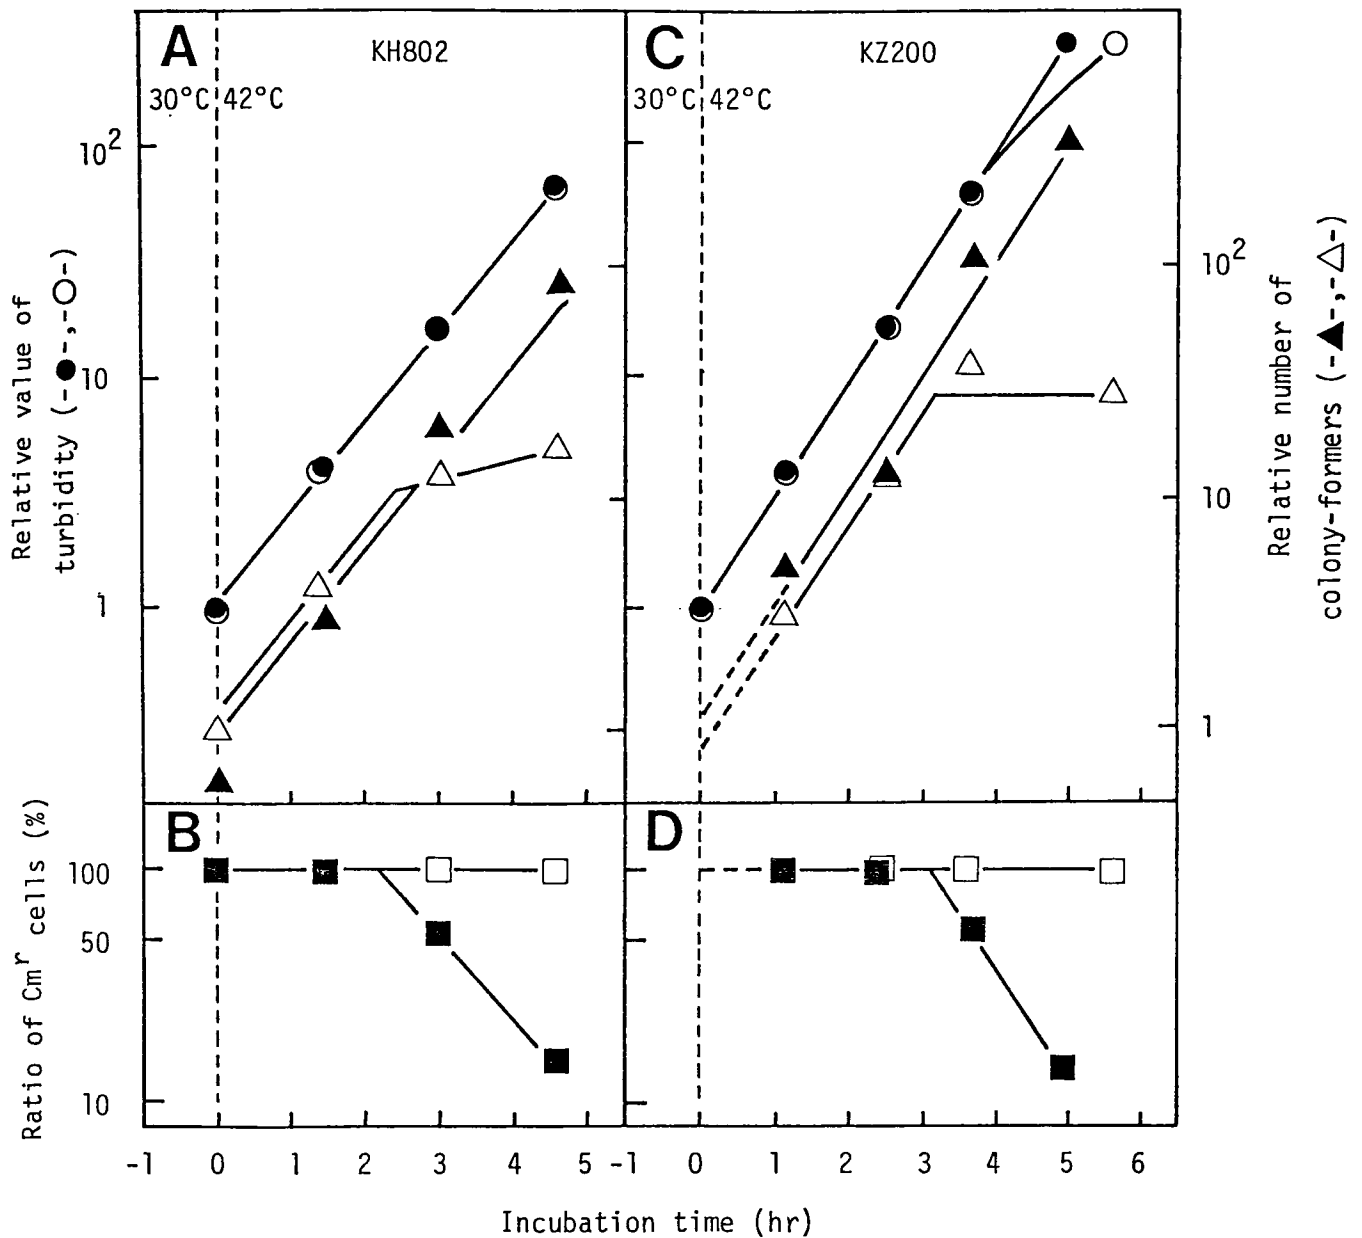 A
KH802
30°C 42°C
C
KZ200
30°C 42°C
10²
10
1
Relative value of
turbidity (-●-,-○-)
10²
10
1
Relative number of
colony-formers (-▲-,-△-)
B
D
100
50
10
Ratio of Cmʳ cells (%)
-1 0 1 2 3 4 5 -1 0 1 2 3 4 5 6
Incubation time (hr)